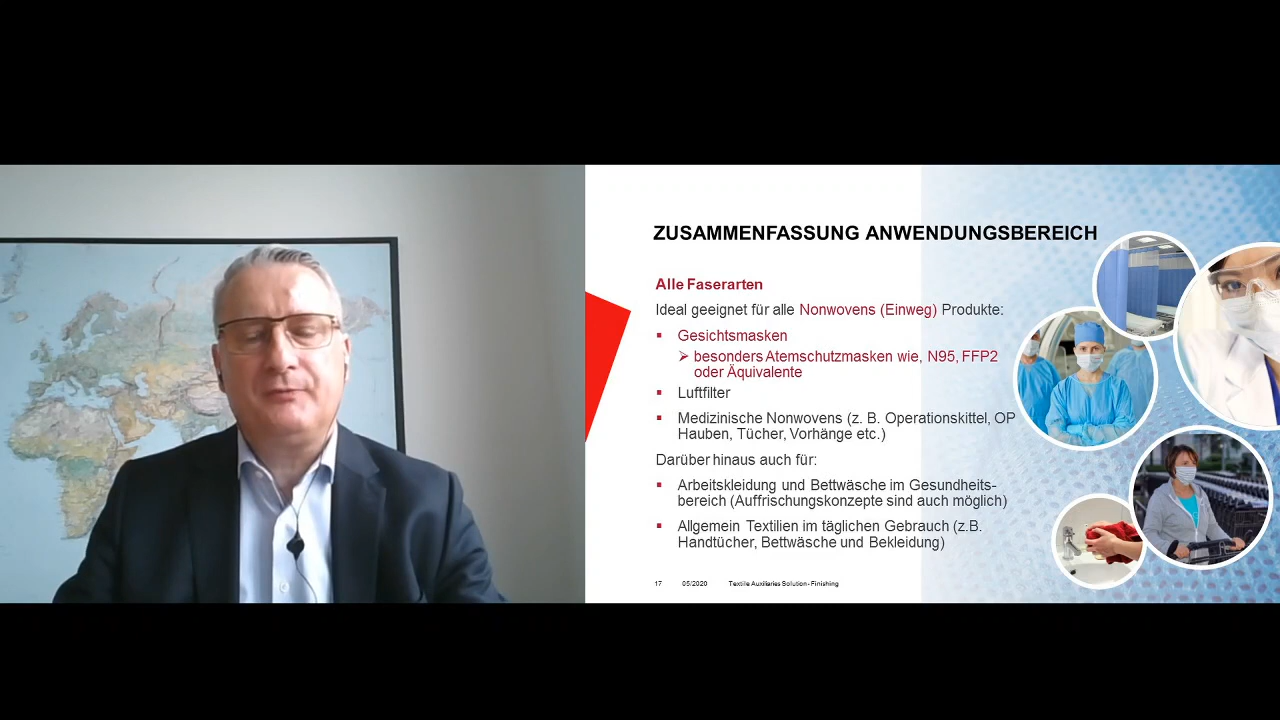 ZUSAMMENFASSUNG ANWENDUNGSBEREICH
Alle Faserarten
Ideal geeignet für alle Nonwovens (Einweg) Produkte:
▪ Gesichtsmasken
➢ besonders Atemschutzmasken wie, N95, FFP2
oder Äquivalente
▪ Luftfilter
▪ Medizinische Nonwovens (z. B. Operationskittel, OP
Hauben, Tücher, Vorhänge etc.)
Darüber hinaus auch für:
▪ Arbeitskleidung und Bettwäsche im Gesundheits-
bereich (Auffrischungskonzepte sind auch möglich)
▪ Allgemein Textilien im täglichen Gebrauch (z.B.
Handtücher, Bettwäsche und Bekleidung)
17 05/2020 Textile Auxiliaries Solution - Finishing